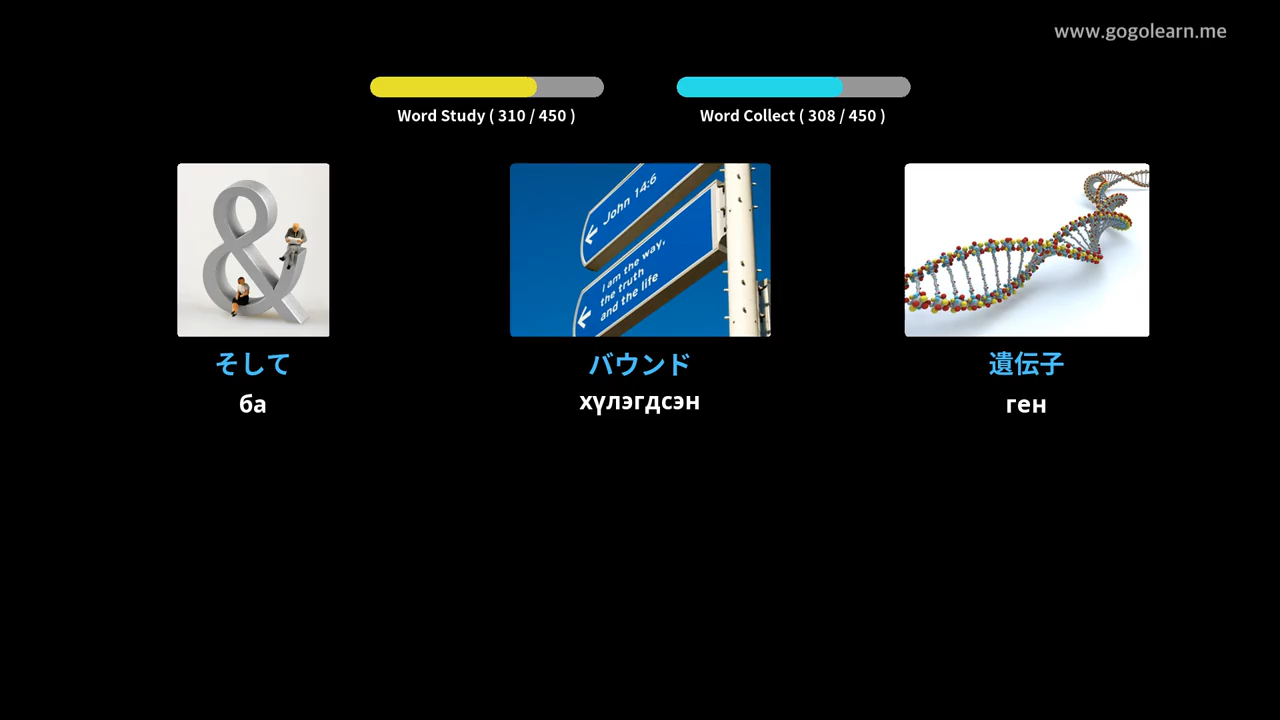 www.gogolearn.me
Word Study ( 310 / 450 )
Word Collect ( 308 / 450 )
John 14:6
I am the way,
the truth
and the life
そして
バウンド
遺伝子
ба
хүлэгдсэн
ген